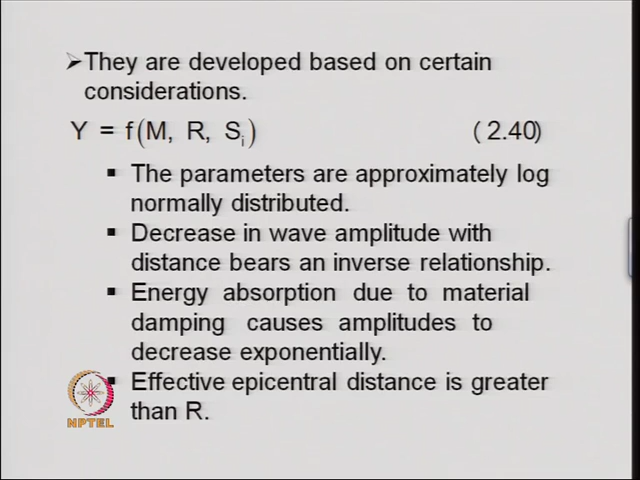 ➢They are developed based on certain
considerations.
Y = f(M, R, Sᵢ) ( 2.40)
▪ The parameters are approximately log
normally distributed.
▪ Decrease in wave amplitude with
distance bears an inverse relationship.
▪ Energy absorption due to material
damping causes amplitudes to
decrease exponentially.
▪ Effective epicentral distance is greater
than R.
NPTEL